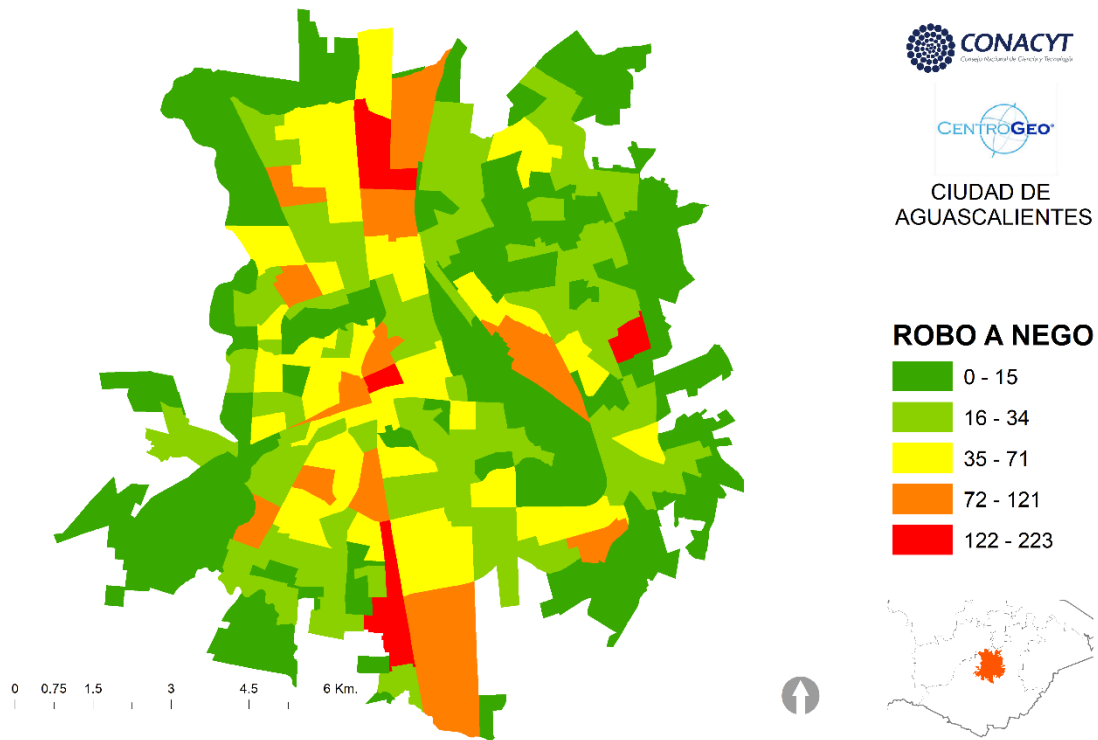 CONACYT
Consejo Nacional de Ciencia y Tecnología
CENTROGEO
CIUDAD DE
AGUASCALIENTES
ROBO A NEGO
0 - 15
16 - 34
35 - 71
72 - 121
122 - 223
0 0.75 1.5 3 4.5 6 Km.